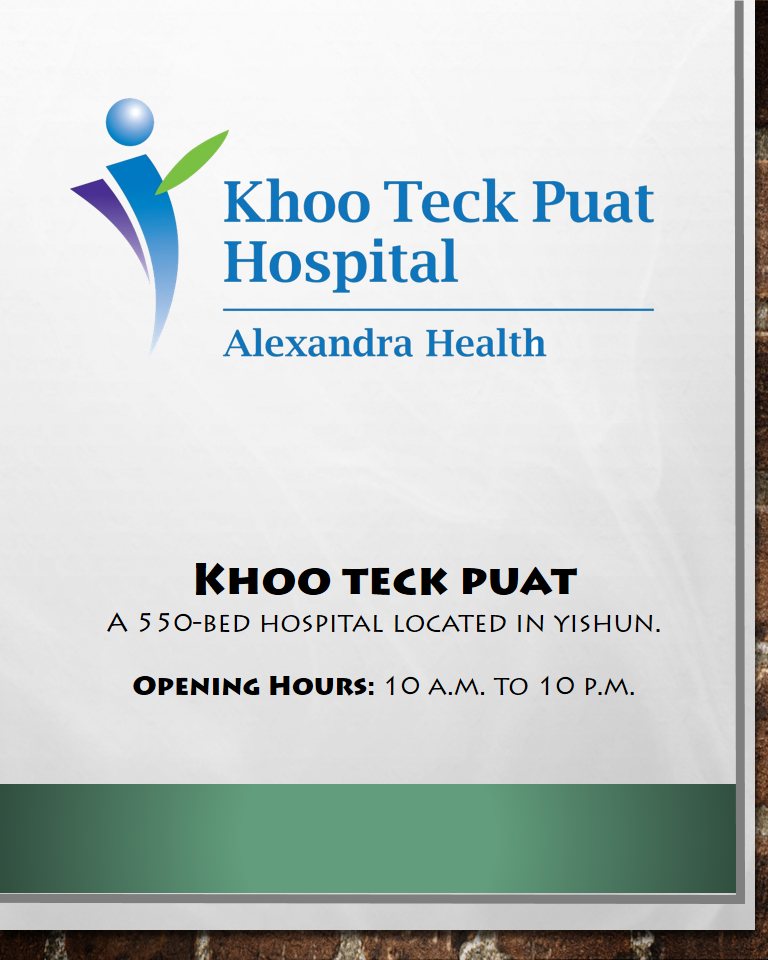 Khoo Teck Puat
Hospital
Alexandra Health
Khoo teck puat
A 550-bed hospital located in yishun.
Opening Hours: 10 a.m. to 10 p.m.